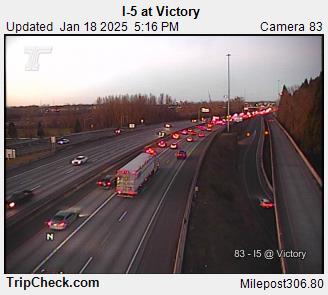 I-5 at Victory
Updated Jan 18 2025 5:16 PM Camera 83
T
N
83 - I5 @ Victory
TripCheck.com Milepost306.80